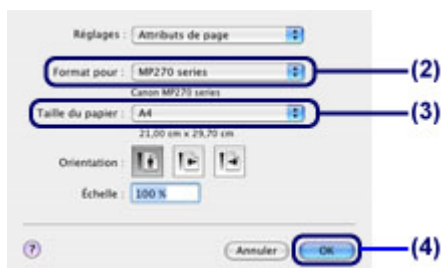 Réglages : Attributs de page
Format pour : MP270 series (2)
Canon MP270 series
Taille du papier : A4 (3)
21,00 cm x 29,70 cm
Orientation :
Échelle : 100 %
? Annuler OK (4)